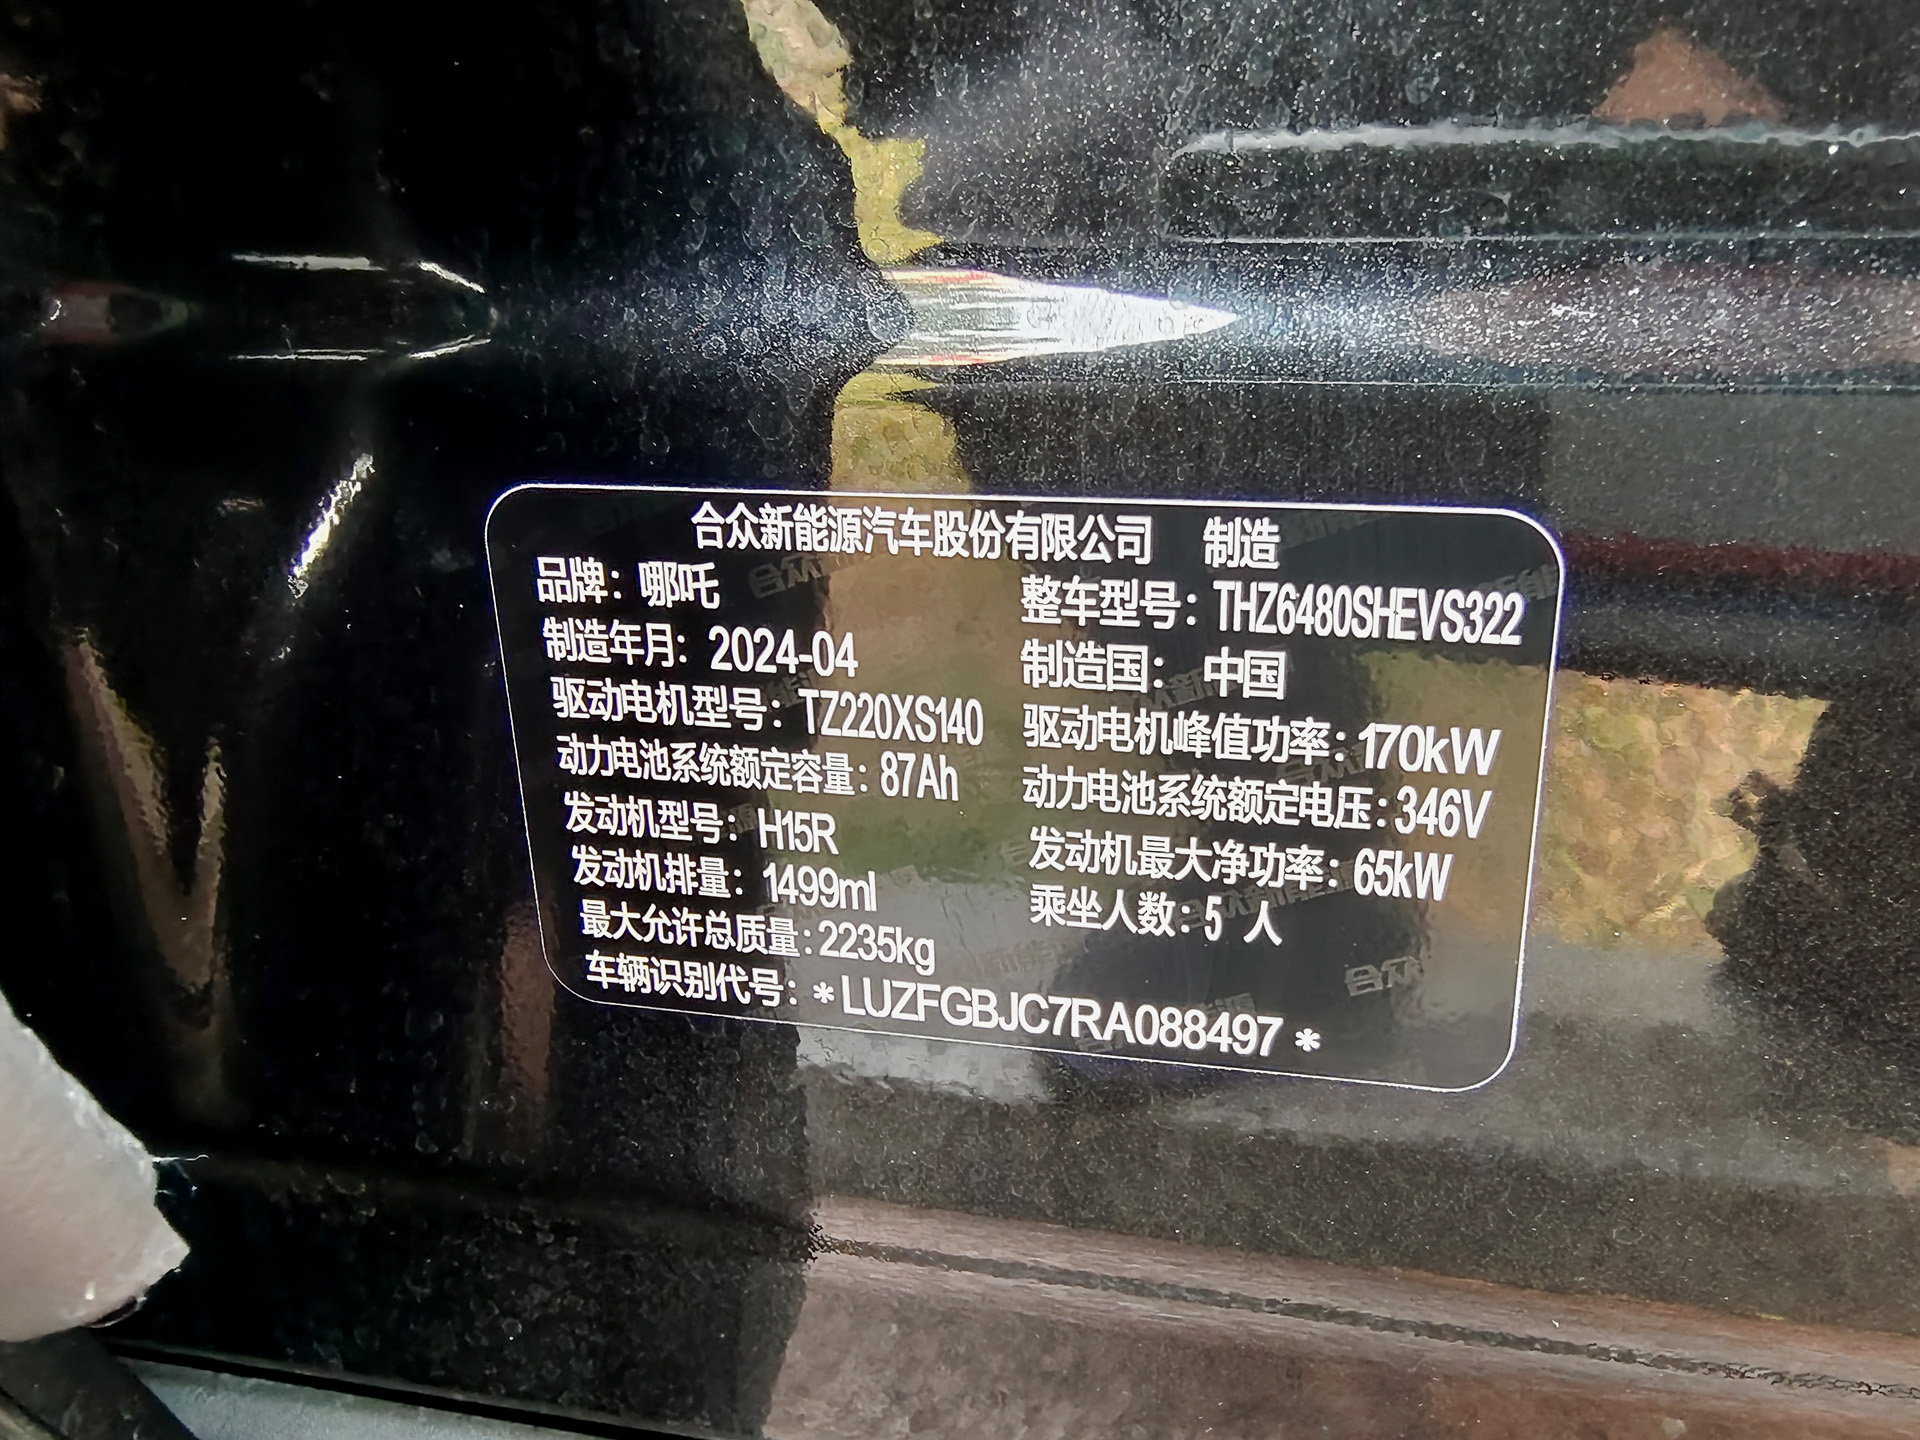 合众新能源汽车股份有限公司 制造
品牌：哪吒 整车型号：THZ6480SHEVS322
制造年月：2024-04 制造国：中国
驱动电机型号：TZ220XS140 驱动电机峰值功率：170kW
动力电池系统额定容量：87Ah 动力电池系统额定电压：346V
发动机型号：H15R 发动机最大净功率：65kW
发动机排量：1499ml 乘坐人数：5 人
最大允许总质量：2235kg
车辆识别代号：*LUZFGBJC7RA088497*